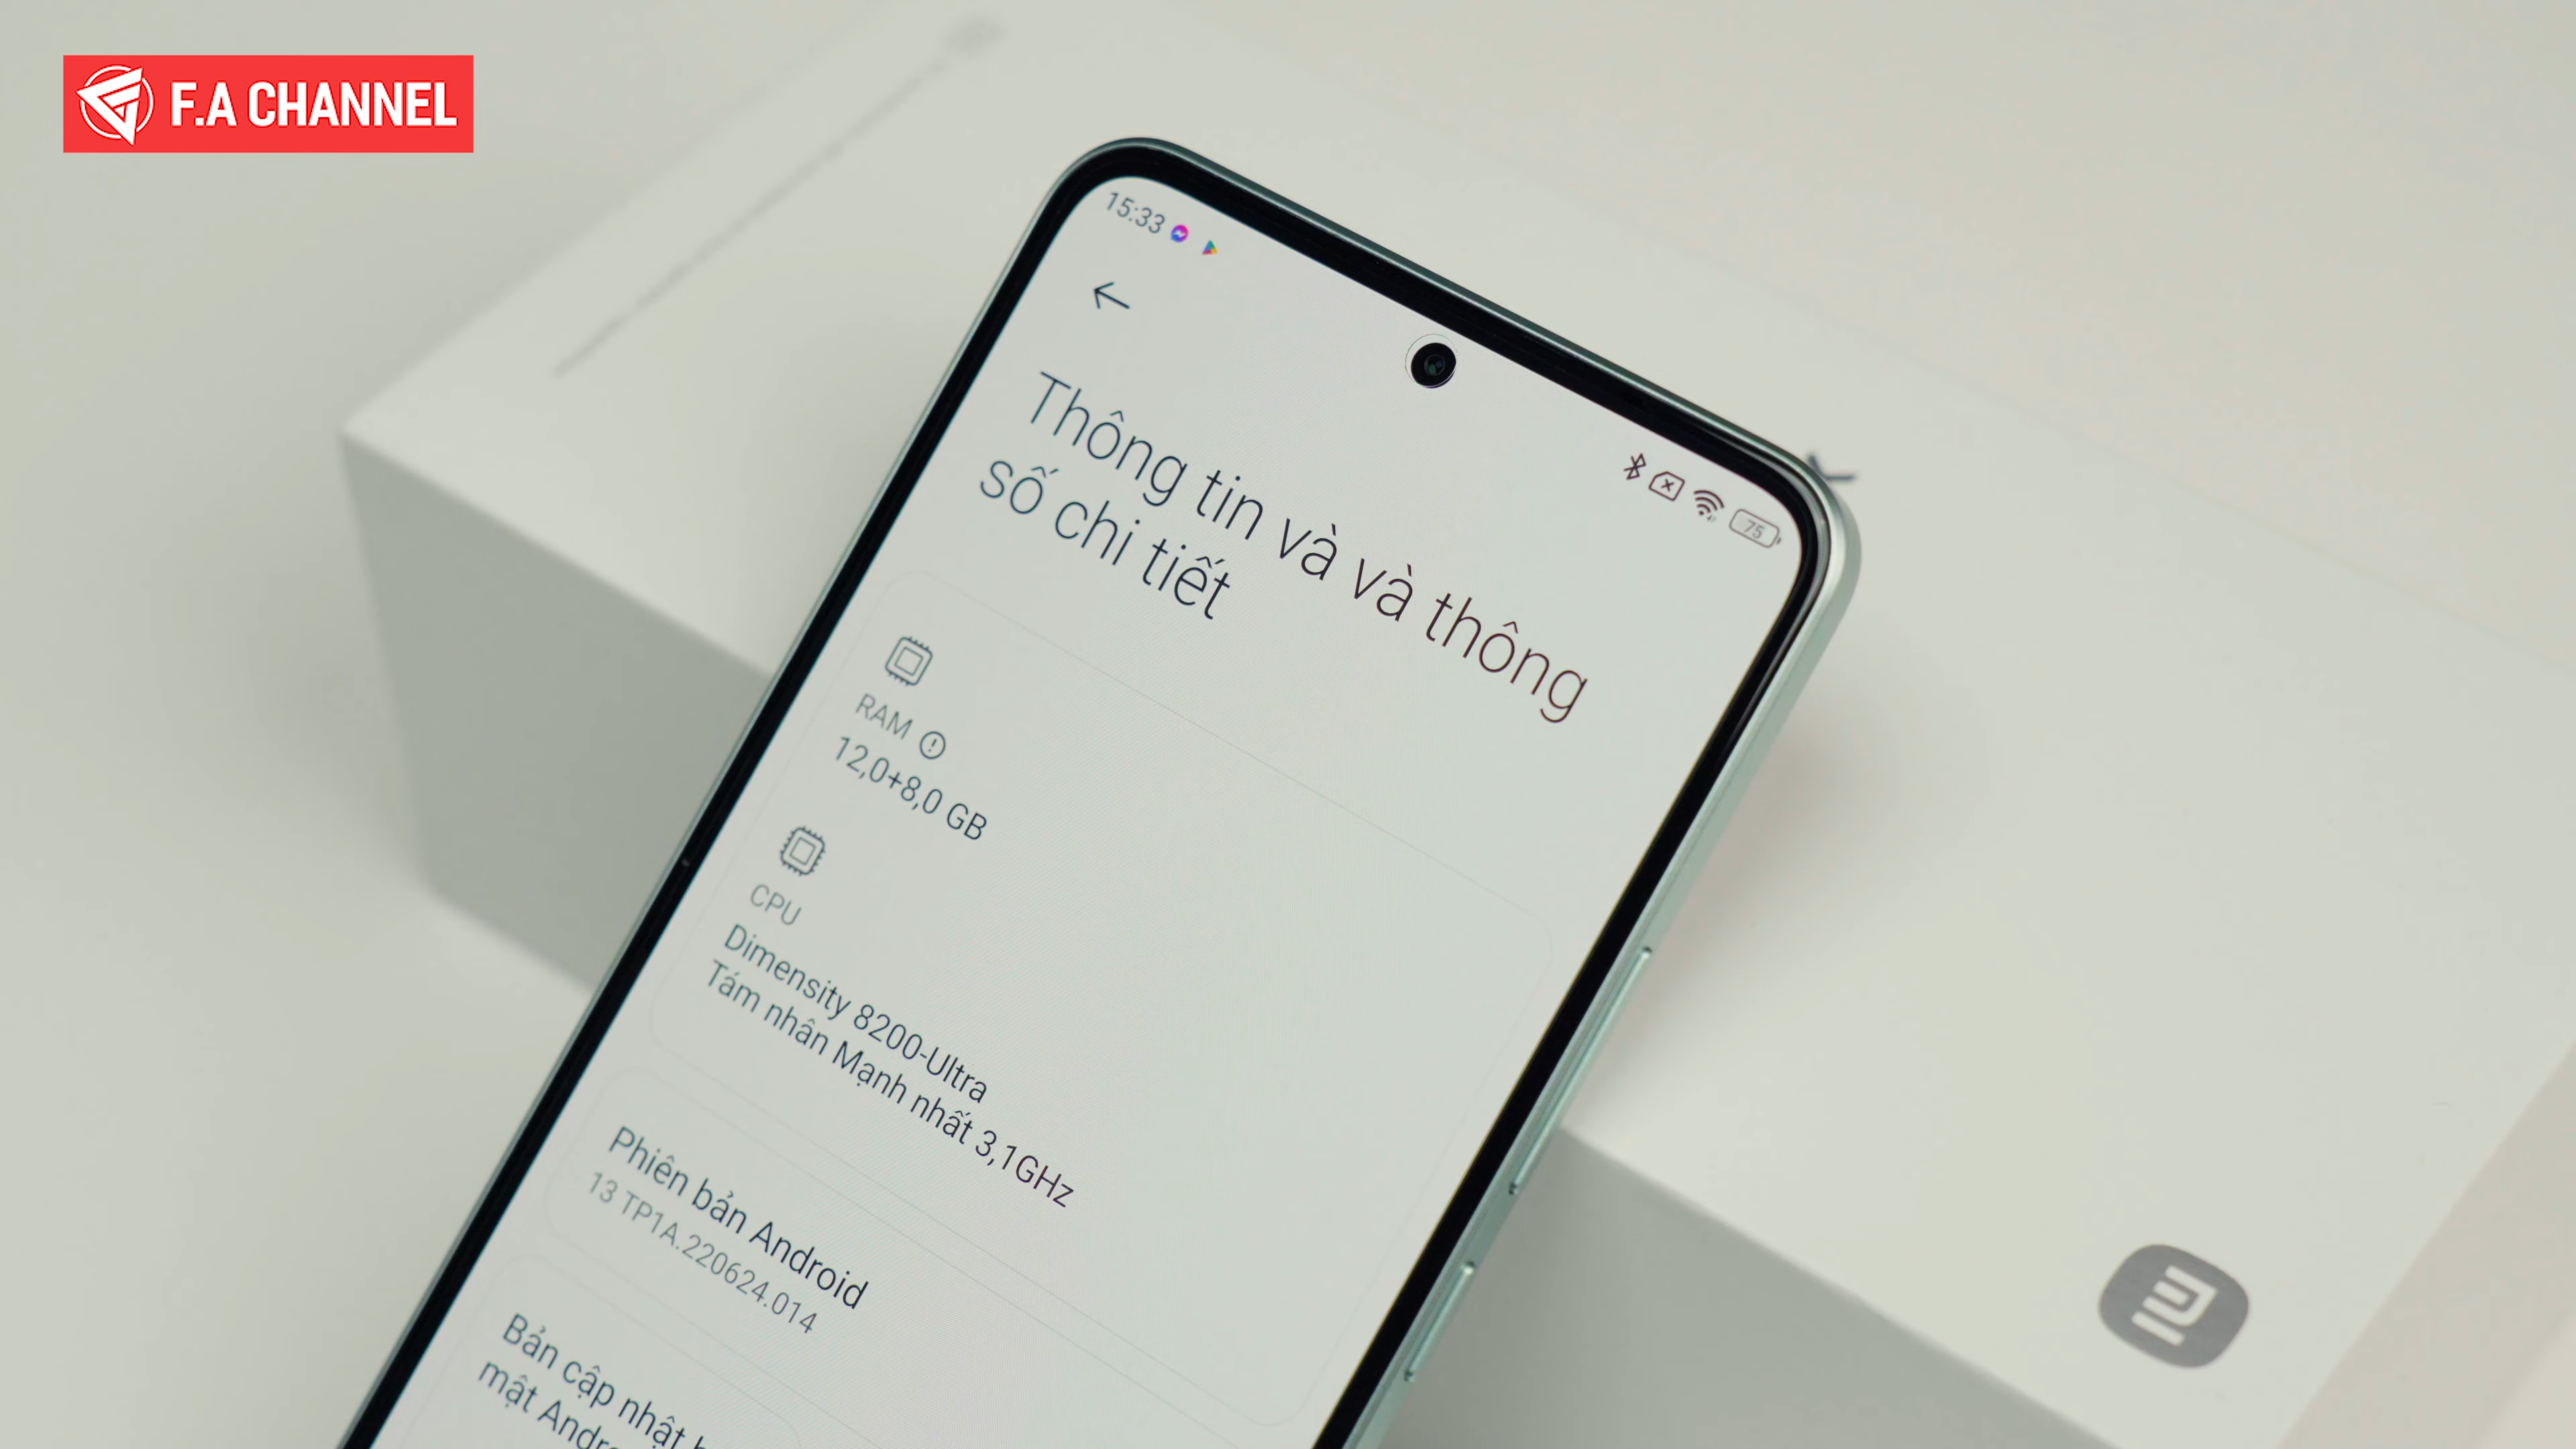 F.A CHANNEL
15:33
75
Thông tin và và thông
số chi tiết
RAM
12,0+8,0 GB
CPU
Dimensity 8200-Ultra
Tám nhân Mạnh nhất 3,1GHz
Phiên bản Android
13 TP1A.220624.014
Bản cập nhật
mật